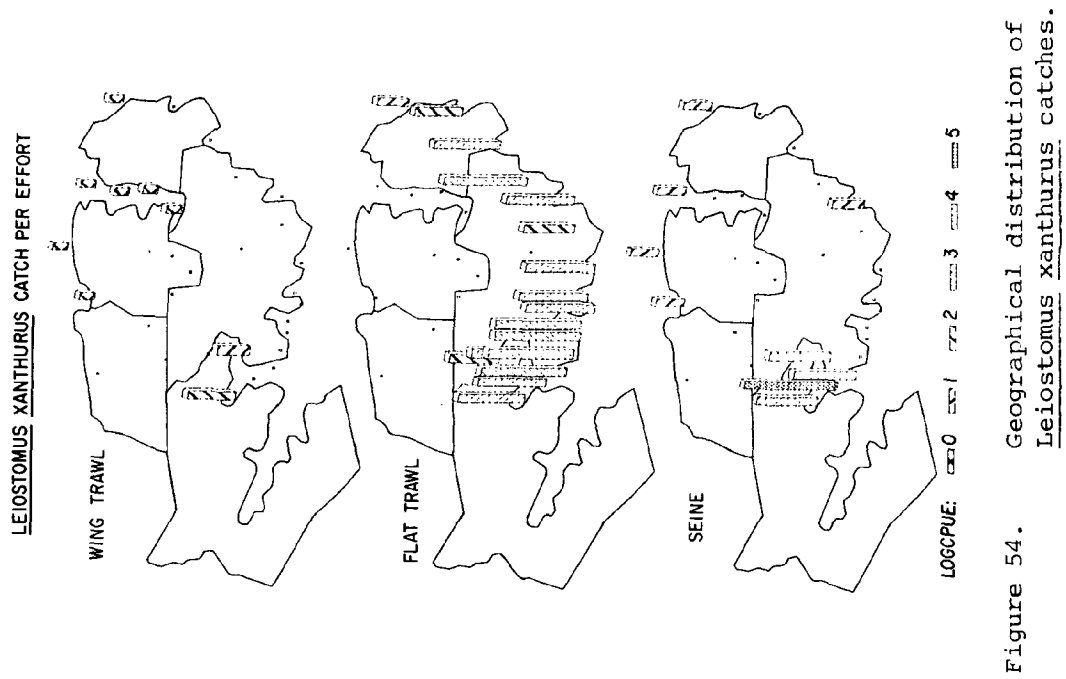 LEIOSTOMUS XANTHURUS CATCH PER EFFORT
WING TRAWL
FLAT TRAWL
SEINE
LOGCPUE: 0 1 2 3 4 5
Figure 54. Geographical distribution of
Leiostomus xanthurus catches.